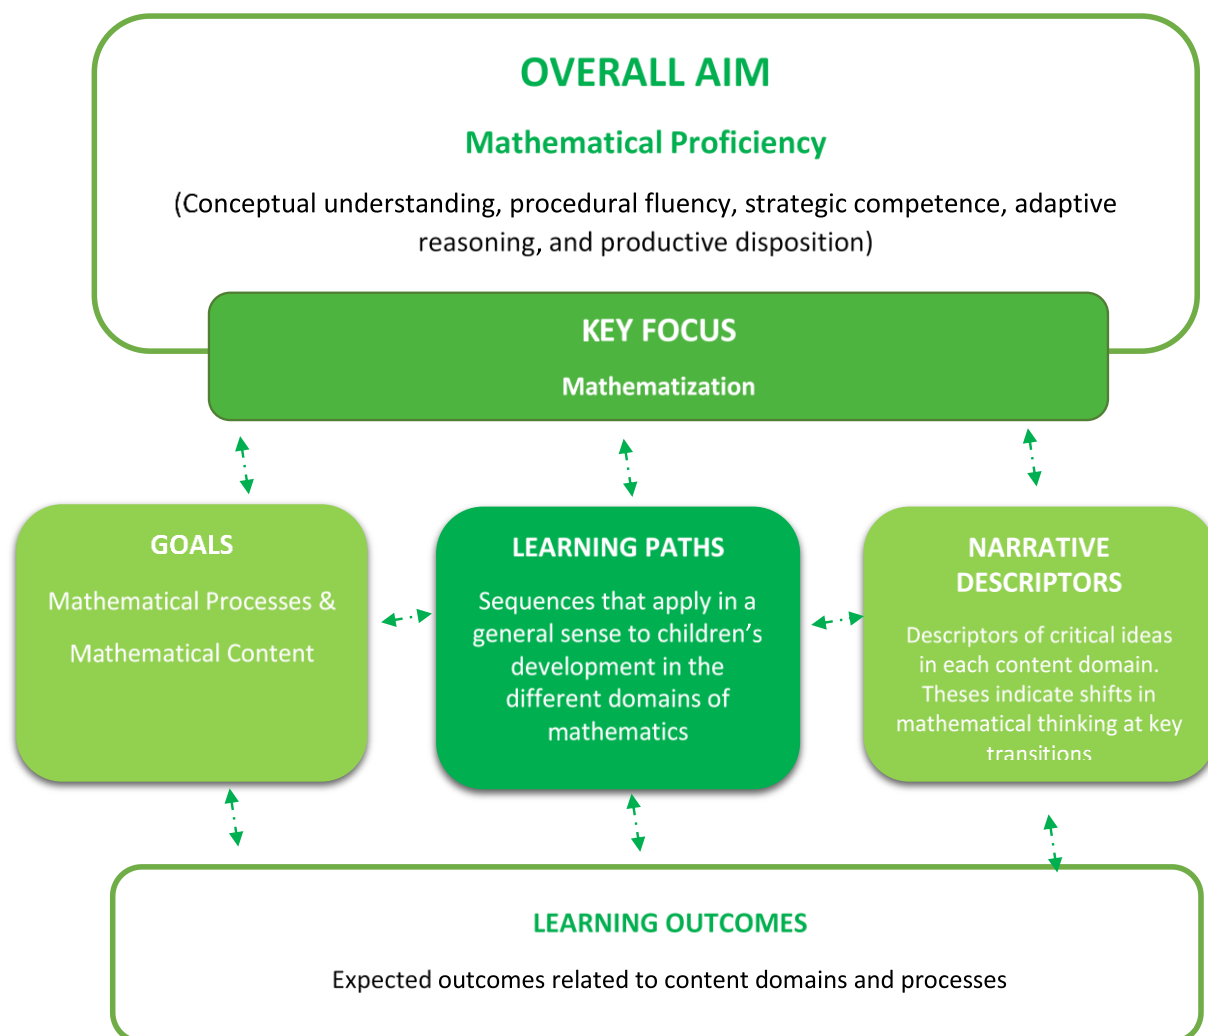 OVERALL AIM
Mathematical Proficiency
(Conceptual understanding, procedural fluency, strategic competence, adaptive
reasoning, and productive disposition)
KEY FOCUS
Mathematization
GOALS
Mathematical Processes &
Mathematical Content
LEARNING PATHS
Sequences that apply in a
general sense to children’s
development in the
different domains of
mathematics
NARRATIVE
DESCRIPTORS
Descriptors of critical ideas
in each content domain.
Theses indicate shifts in
mathematical thinking at key
transitions
LEARNING OUTCOMES
Expected outcomes related to content domains and processes